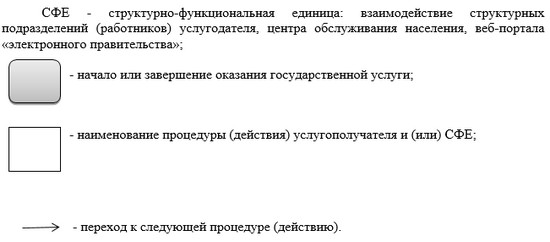 СФЕ - структурно-функциональная единица: взаимодействие структурных
подразделений (работников) услугодателя, центра обслуживания населения, веб-портала
«электронного правительства»;
- начало или завершение оказания государственной услуги;
- наименование процедуры (действия) услугополучателя и (или) СФЕ;
- переход к следующей процедуре (действию).